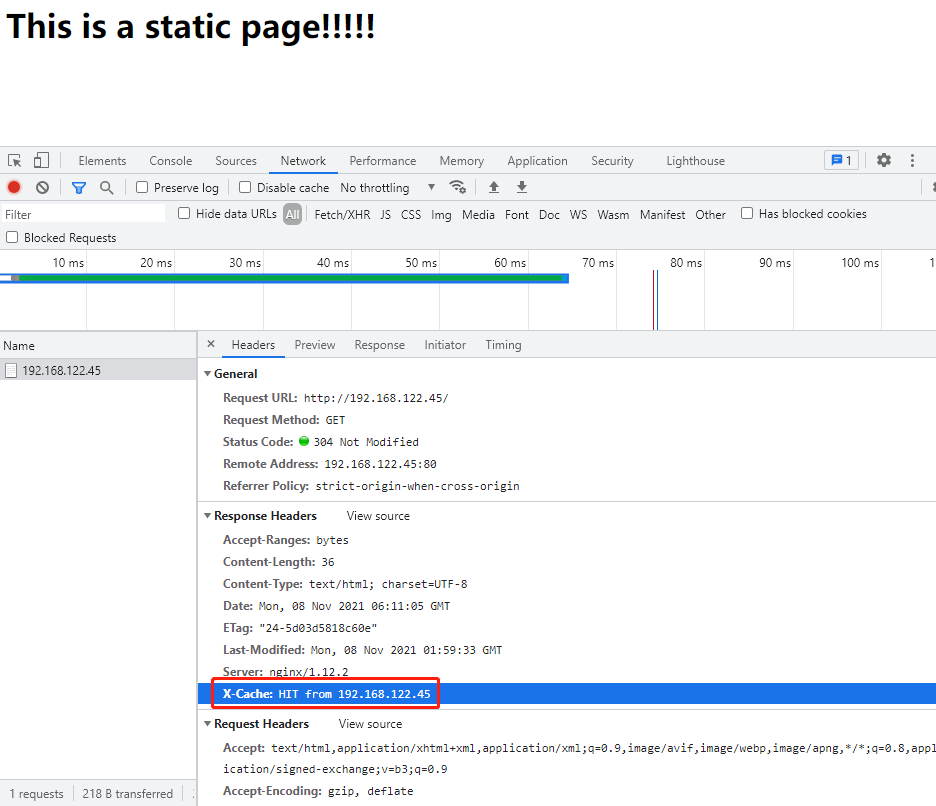 This is a static page!!!!!
Elements Console Sources Network Performance Memory Application Security Lighthouse 1
Preserve log Disable cache No throttling
Filter Hide data URLs All Fetch/XHR JS CSS Img Media Font Doc WS Wasm Manifest Other Has blocked cookies
Blocked Requests
10 ms 20 ms 30 ms 40 ms 50 ms 60 ms 70 ms 80 ms 90 ms 100 ms 1
Name
192.168.122.45
× Headers Preview Response Initiator Timing
General
Request URL: http://192.168.122.45/
Request Method: GET
Status Code: 304 Not Modified
Remote Address: 192.168.122.45:80
Referrer Policy: strict-origin-when-cross-origin
Response Headers View source
Accept-Ranges: bytes
Content-Length: 36
Content-Type: text/html; charset=UTF-8
Date: Mon, 08 Nov 2021 06:11:05 GMT
ETag: "24-5d03d5818c60e"
Last-Modified: Mon, 08 Nov 2021 01:59:33 GMT
Server: nginx/1.12.2
X-Cache: HIT from 192.168.122.45
Request Headers View source
Accept: text/html,application/xhtml+xml,application/xml;q=0.9,image/avif,image/webp,image/apng,*/*;q=0.8,appl
ication/signed-exchange;v=b3;q=0.9
Accept-Encoding: gzip, deflate
1 requests 218 B transferred